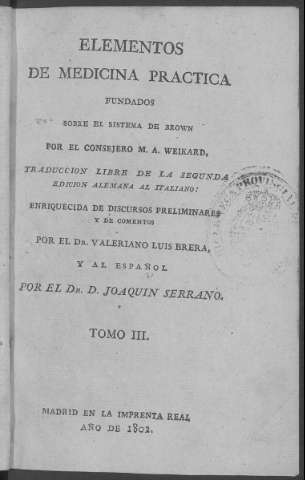 ELEMENTOS
DE MEDICINA PRACTICA
FUNDADOS
SOBRE EL SISTEMA DE BROWN
POR EL CONSEJERO M. A. WEIKARD,
TRADUCCION LIBRE DE LA SEGUNDA
EDICION ALEMANA AL ITALIANO:
ENRIQUECIDA DE DISCURSOS PRELIMINARES
Y DE COMENTOS
POR EL DR. VALERIANO LUIS BRERA,
Y AL ESPAÑOL
POR EL DR. D. JOAQUIN SERRANO.
TOMO III.
MADRID EN LA IMPRENTA REAL
AÑO DE 1802.